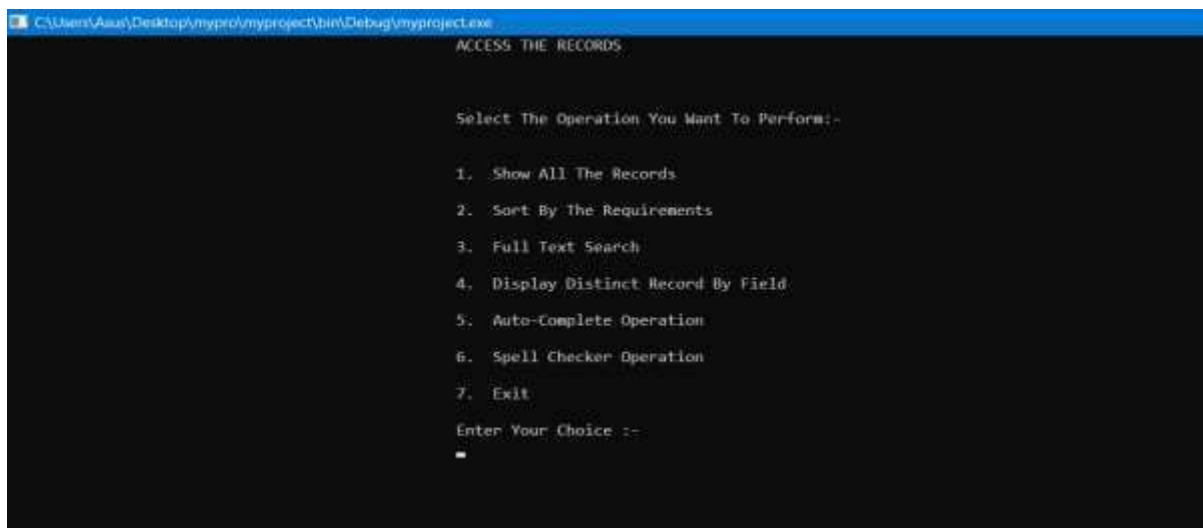 C:\Users\Asus\Desktop\mypro\myproject\bin\Debug\myproject.exe
ACCESS THE RECORDS
Select The Operation You Want To Perform:-
1. Show All The Records
2. Sort By The Requirements
3. Full Text Search
4. Display Distinct Record By Field
5. Auto-Complete Operation
6. Spell Checker Operation
7. Exit
Enter Your Choice :-